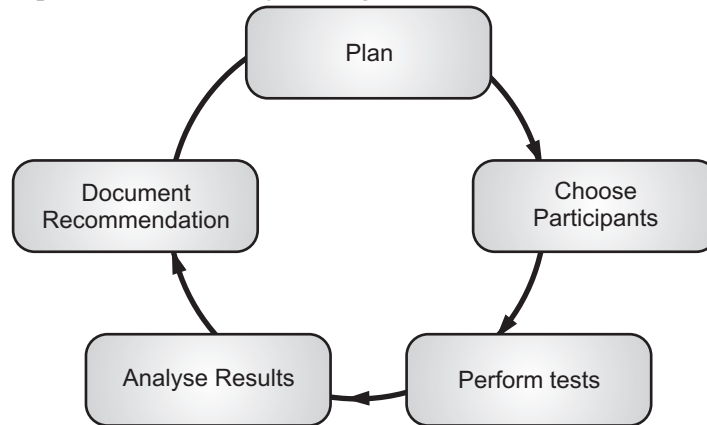 Plan
Choose
Participants
Perform tests
Analyse Results
Document
Recommendation